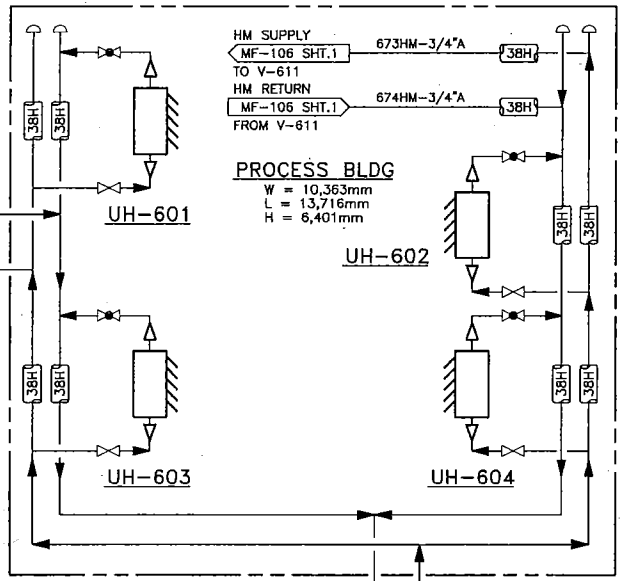 HM SUPPLY
MF-106 SHT.1
TO V-611
673HM-3/4"A
38H
HM RETURN
MF-106 SHT.1
FROM V-611
674HM-3/4"A
38H
38H
38H
PROCESS BLDG
W = 10,363mm
L = 13,716mm
H = 6,401mm
UH-601
UH-602
38H
38H
38H
38H
38H
38H
UH-603
UH-604